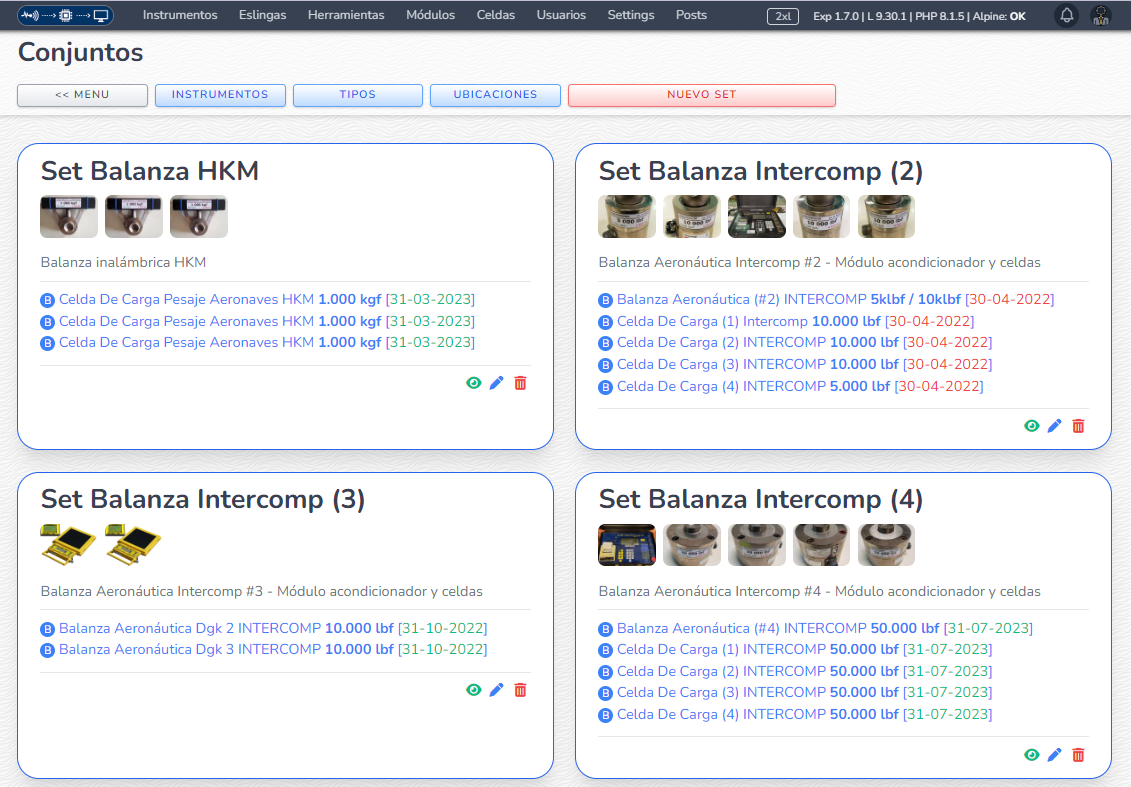 Instrumentos Eslingas Herramientas Módulos Celdas Usuarios Settings Posts 2xl Exp 1.7.0 | L 9.30.1 | PHP 8.1.5 | Alpine: OK
Conjuntos
<< MENU INSTRUMENTOS TIPOS UBICACIONES NUEVO SET
Set Balanza HKM
Balanza inalámbrica HKM
B Celda De Carga Pesaje Aeronaves HKM 1.000 kgf [31-03-2023]
B Celda De Carga Pesaje Aeronaves HKM 1.000 kgf [31-03-2023]
B Celda De Carga Pesaje Aeronaves HKM 1.000 kgf [31-03-2023]
Set Balanza Intercomp (2)
Balanza Aeronáutica Intercomp #2 - Módulo acondicionador y celdas
B Balanza Aeronáutica (#2) INTERCOMP 5klbf / 10klbf [30-04-2022]
B Celda De Carga (1) Intercomp 10.000 lbf [30-04-2022]
B Celda De Carga (2) INTERCOMP 10.000 lbf [30-04-2022]
B Celda De Carga (3) INTERCOMP 10.000 lbf [30-04-2022]
B Celda De Carga (4) INTERCOMP 5.000 lbf [30-04-2022]
Set Balanza Intercomp (3)
Balanza Aeronáutica Intercomp #3 - Módulo acondicionador y celdas
B Balanza Aeronáutica Dgk 2 INTERCOMP 10.000 lbf [31-10-2022]
B Balanza Aeronáutica Dgk 3 INTERCOMP 10.000 lbf [31-10-2022]
Set Balanza Intercomp (4)
Balanza Aeronáutica Intercomp #4 - Módulo acondicionador y celdas
B Balanza Aeronáutica (#4) INTERCOMP 50.000 lbf [31-07-2023]
B Celda De Carga (1) INTERCOMP 50.000 lbf [31-07-2023]
B Celda De Carga (2) INTERCOMP 50.000 lbf [31-07-2023]
B Celda De Carga (3) INTERCOMP 50.000 lbf [31-07-2023]
B Celda De Carga (4) INTERCOMP 50.000 lbf [31-07-2023]